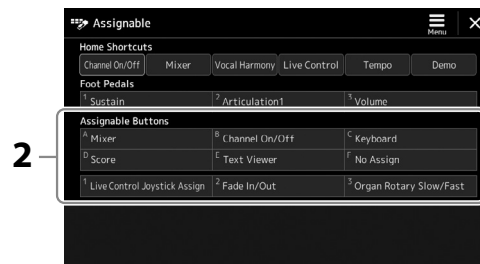 Assignable
Menu
Home Shortcuts
Channel On/Off Mixer Vocal Harmony Live Control Tempo Demo
Foot Pedals
1 Sustain 2 Articulation1 3 Volume
Assignable Buttons
A Mixer B Channel On/Off C Keyboard
D Score E Text Viewer F No Assign
1 Live Control Joystick Assign 2 Fade In/Out 3 Organ Rotary Slow/Fast
2